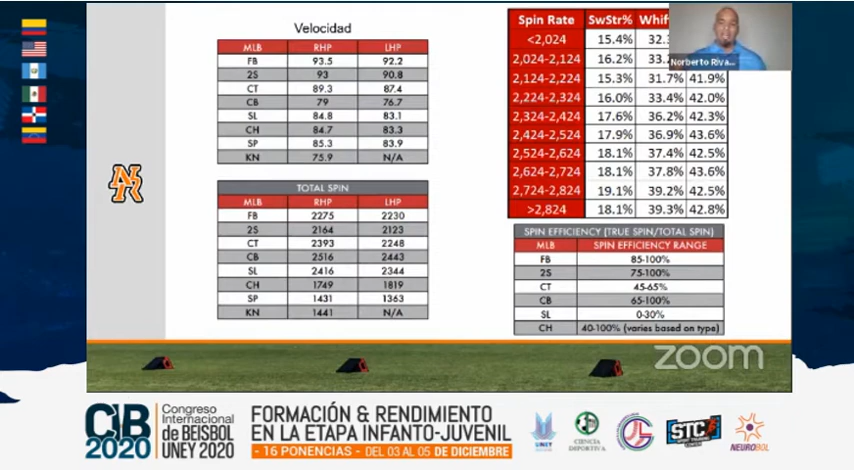 Velocidad
MLB RHP LHP
FB 93.5 92.2
2S 93 90.8
CT 89.3 87.4
CB 79 76.7
SL 84.8 83.1
CH 84.7 83.3
SP 85.3 83.9
KN 75.9 N/A
TOTAL SPIN
MLB RHP LHP
FB 2275 2230
2S 2164 2123
CT 2393 2248
CB 2516 2443
SL 2416 2344
CH 1749 1819
SP 1431 1363
KN 1441 N/A
Spin Rate SwStr% Whif
<2,024 15.4% 32.
2,024-2,124 16.2% 33.
2,124-2,224 15.3% 31.7% 41.9%
2,224-2,324 16.0% 33.4% 42.0%
2,324-2,424 17.6% 36.2% 42.3%
2,424-2,524 17.9% 36.9% 43.6%
2,524-2,624 18.1% 37.4% 42.5%
2,624-2,724 18.1% 37.8% 43.6%
2,724-2,824 19.1% 39.2% 42.5%
>2,824 18.1% 39.3% 42.8%
Norberto Riva...
SPIN EFFICIENCY (TRUE SPIN/TOTAL SPIN)
MLB SPIN EFFICIENCY RANGE
FB 85-100%
2S 75-100%
CT 45-65%
CB 65-100%
SL 0-30%
CH 40-100% (varies based on type)
NR
zoom
CIB 2020
Congreso
Internacional
de BEISBOL
UNEY 2020
FORMACIÓN & RENDIMIENTO
EN LA ETAPA INFANTO-JUVENIL
- 16 PONENCIAS - DEL 03 AL 05 DE DICIEMBRE
UNEY
CIENCIA
DEPORTIVA
STC
NEUROBOL